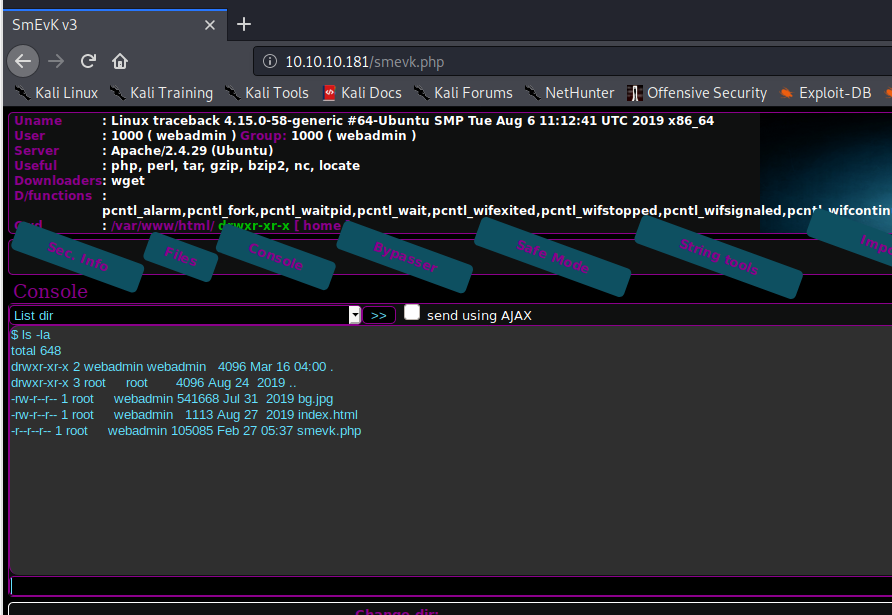 SmEvK v3
10.10.10.181/smevk.php
Kali Linux Kali Training Kali Tools Kali Docs Kali Forums NetHunter Offensive Security Exploit-DB
Uname : Linux traceback 4.15.0-58-generic #64-Ubuntu SMP Tue Aug 6 11:12:41 UTC 2019 x86_64
User : 1000 ( webadmin ) Group: 1000 ( webadmin )
Server : Apache/2.4.29 (Ubuntu)
Useful : php, perl, tar, gzip, bzip2, nc, locate
Downloaders: wget
D/functions :
pcntl_alarm,pcntl_fork,pcntl_waitpid,pcntl_wait,pcntl_wifexited,pcntl_wifstopped,pcntl_wifsignaled,pcntl_wifcontin
: /var/www/html/ drwxr-xr-x [ home
Sec. Info Files Console Bypasser Safe Mode String tools
Console
List dir >> send using AJAX
$ ls -la
total 648
drwxr-xr-x 2 webadmin webadmin 4096 Mar 16 04:00 .
drwxr-xr-x 3 root root 4096 Aug 24 2019 ..
-rw-r--r-- 1 root webadmin 541668 Jul 31 2019 bg.jpg
-rw-r--r-- 1 root webadmin 1113 Aug 27 2019 index.html
-r--r--r-- 1 root webadmin 105085 Feb 27 05:37 smevk.php
Change dir: